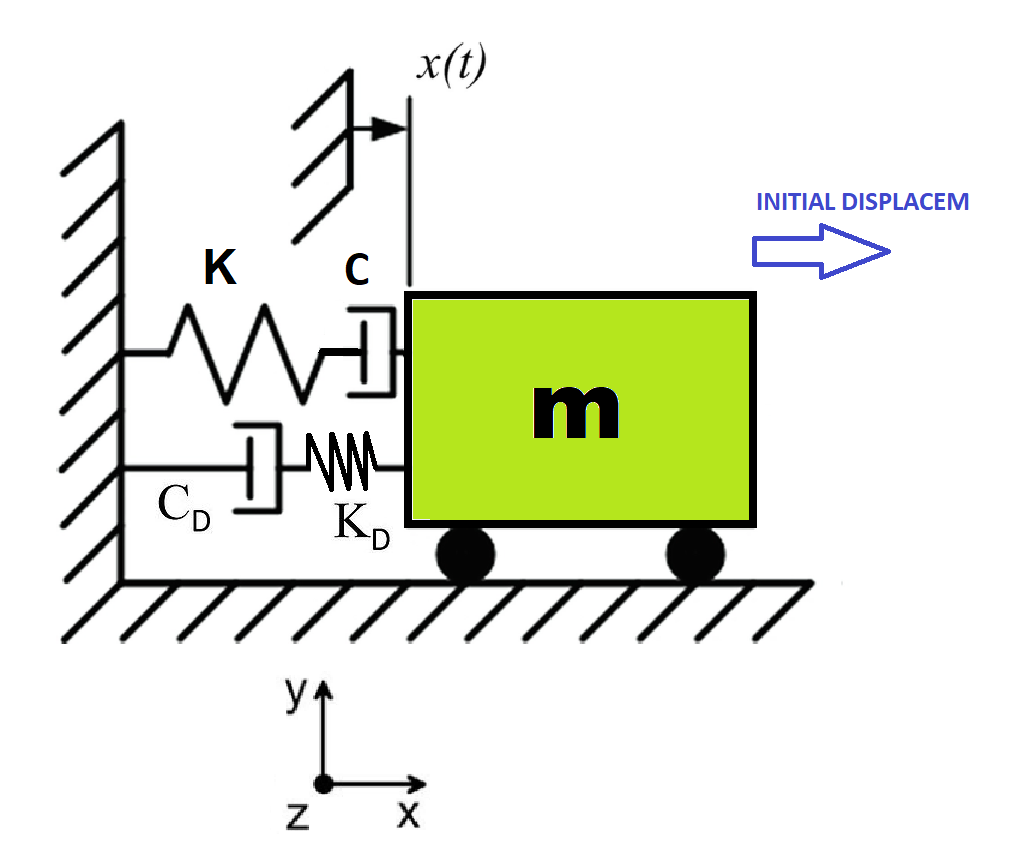 x(t)
INITIAL DISPLACEM
K C
m
C_D K_D
y
z x